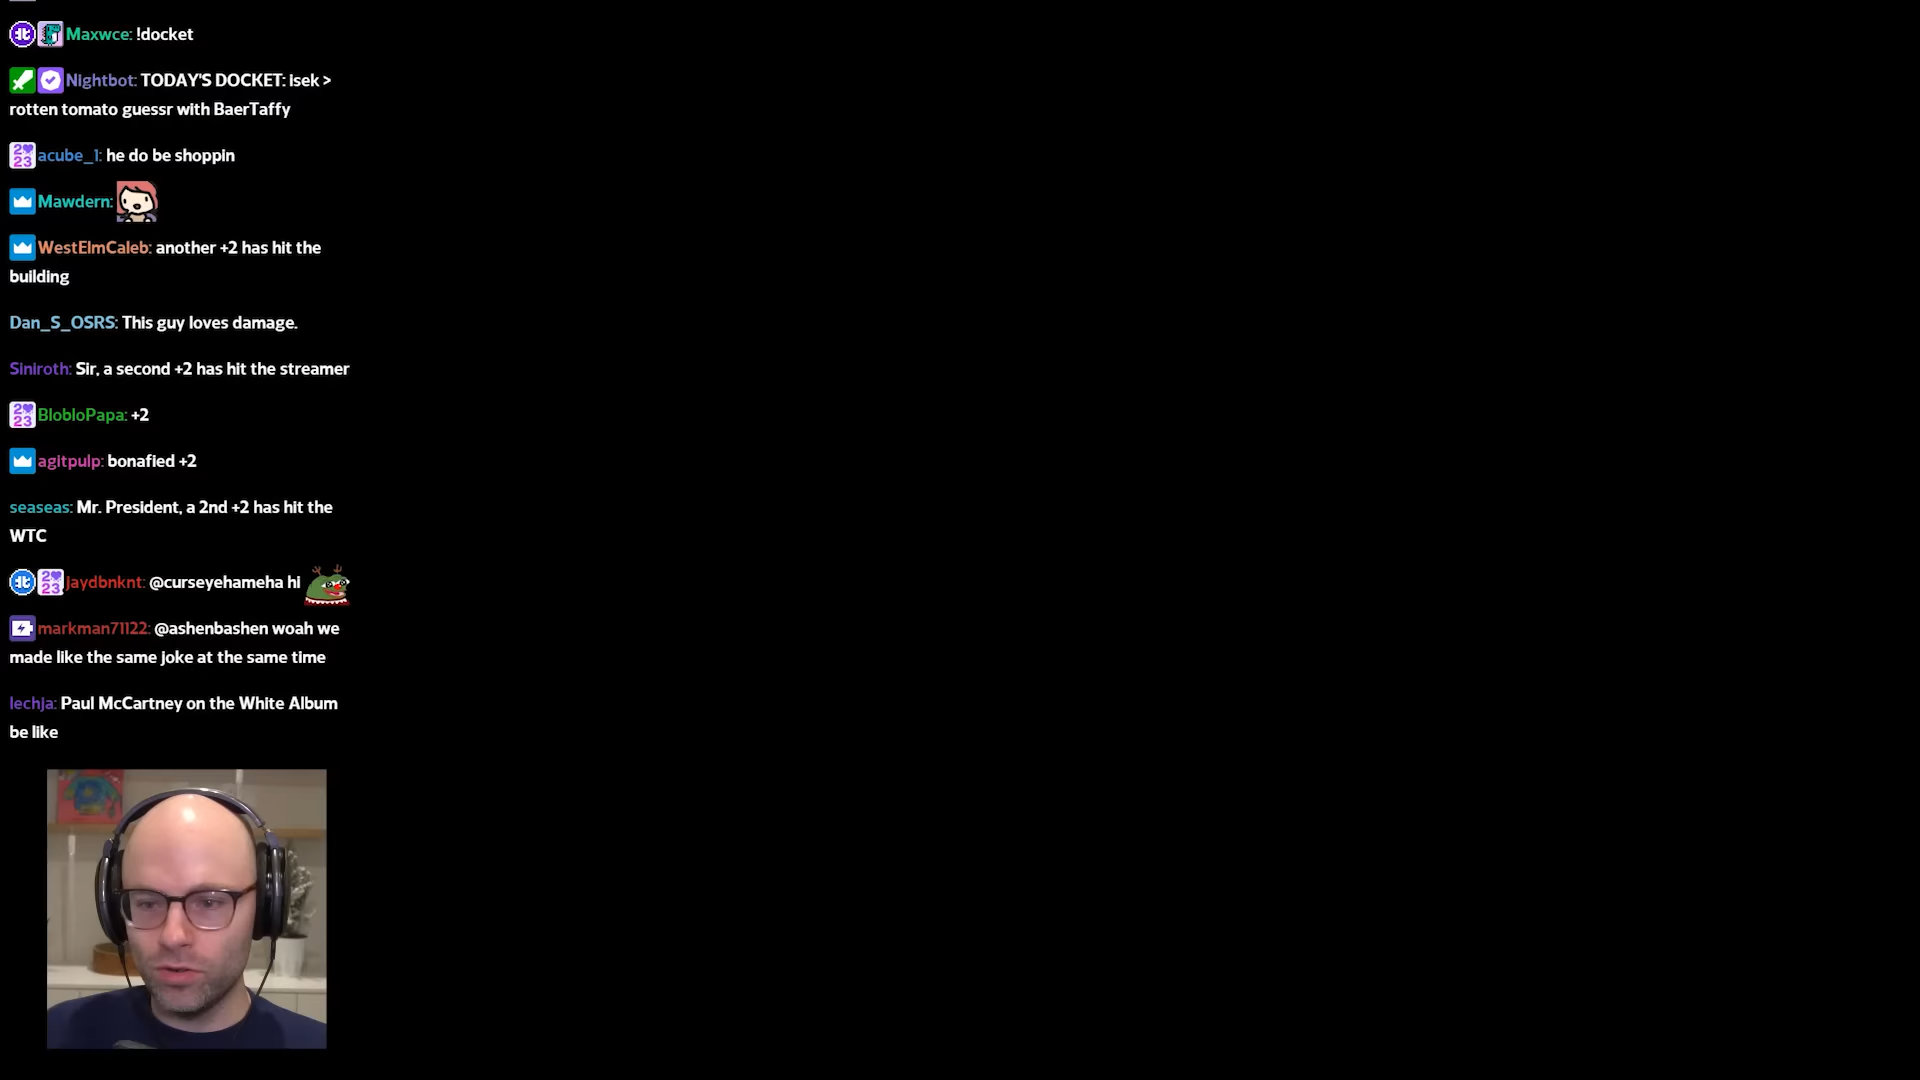 Maxwce: !docket
Nightbot: TODAY'S DOCKET: isek >
rotten tomato guessr with BaerTaffy
acube_1: he do be shoppin
Mawdern:
WestElmCaleb: another +2 has hit the
building
Dan_S_OSRS: This guy loves damage.
Siniroth: Sir, a second +2 has hit the streamer
BlobloPapa: +2
agitpulp: bonafied +2
seaseas: Mr. President, a 2nd +2 has hit the
WTC
Jaydbnknt: @curseyehameha hi
markman71122: @ashenbashen woah we
made like the same joke at the same time
lechja: Paul McCartney on the White Album
be like